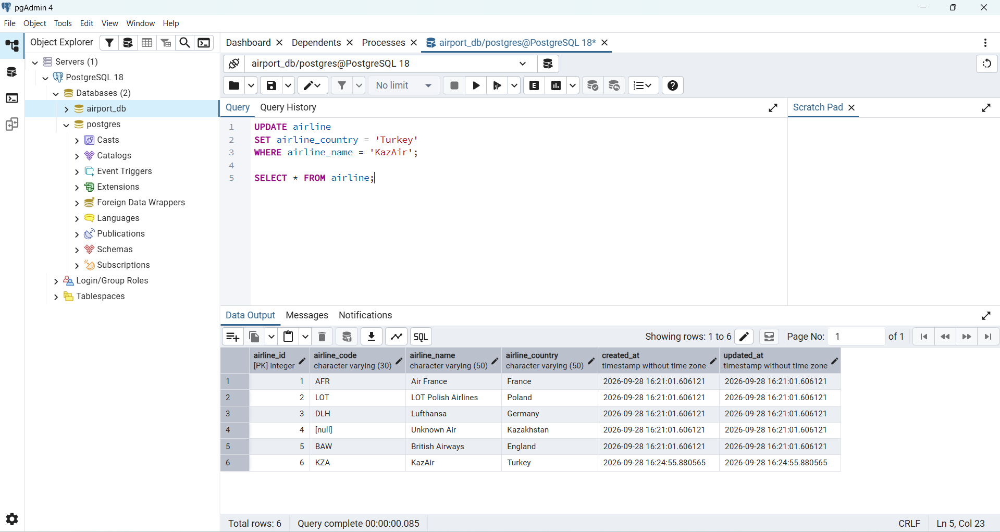 pgAdmin 4
File Object Tools Edit View Window Help
Object Explorer
Dashboard Dependents Processes airport_db/postgres@PostgreSQL 18*
Servers (1)
PostgreSQL 18
Databases (2)
airport_db
postgres
Casts
Catalogs
Event Triggers
Extensions
Foreign Data Wrappers
Languages
Publications
Schemas
Subscriptions
Login/Group Roles
Tablespaces
airport_db/postgres@PostgreSQL 18
No limit
E
Query Query History
Scratch Pad
1 UPDATE airline
2 SET airline_country = 'Turkey'
3 WHERE airline_name = 'KazAir';
4
5 SELECT * FROM airline;
Data Output Messages Notifications
SQL
Showing rows: 1 to 6 Page No: 1 of 1
airline_id airline_code airline_name airline_country created_at updated_at
[PK] integer character varying (30) character varying (50) character varying (50) timestamp without time zone timestamp without time zone
1 1 AFR Air France France 2026-09-28 16:21:01.606121 2026-09-28 16:21:01.606121
2 2 LOT LOT Polish Airlines Poland 2026-09-28 16:21:01.606121 2026-09-28 16:21:01.606121
3 3 DLH Lufthansa Germany 2026-09-28 16:21:01.606121 2026-09-28 16:21:01.606121
4 4 [null] Unknown Air Kazakhstan 2026-09-28 16:21:01.606121 2026-09-28 16:21:01.606121
5 5 BAW British Airways England 2026-09-28 16:21:01.606121 2026-09-28 16:21:01.606121
6 6 KZA KazAir Turkey 2026-09-28 16:24:55.880565 2026-09-28 16:24:55.880565
Total rows: 6 Query complete 00:00:00.085 CRLF Ln 5, Col 23